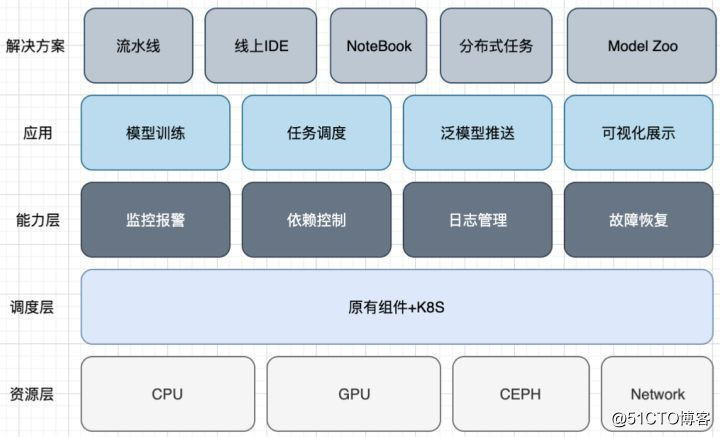 解决方案 流水线 线上IDE NoteBook 分布式任务 Model Zoo
应用 模型训练 任务调度 泛模型推送 可视化展示
能力层 监控报警 依赖控制 日志管理 故障恢复
调度层 原有组件+K8S
资源层 CPU GPU CEPH Network
@51CTO博客